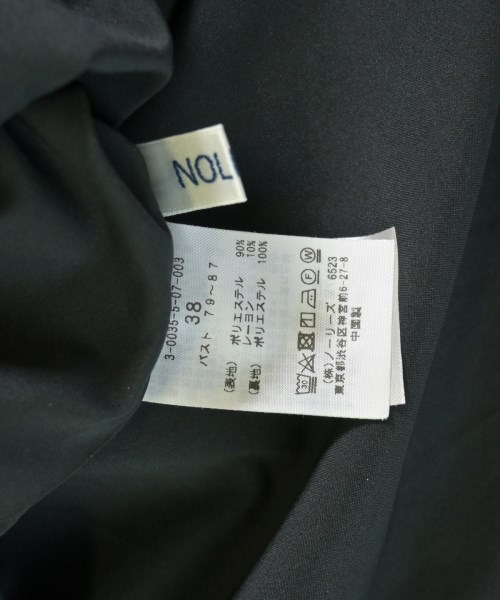 NOL
3-0035-5-07-003
38
バスト 79~87
(表地) ポリエステル 90%
レーヨン 10%
(裏地) ポリエステル 100%
30
P
W
(株)ノーリーズ 6523
東京都渋谷区神宮前6-27-8
中国製